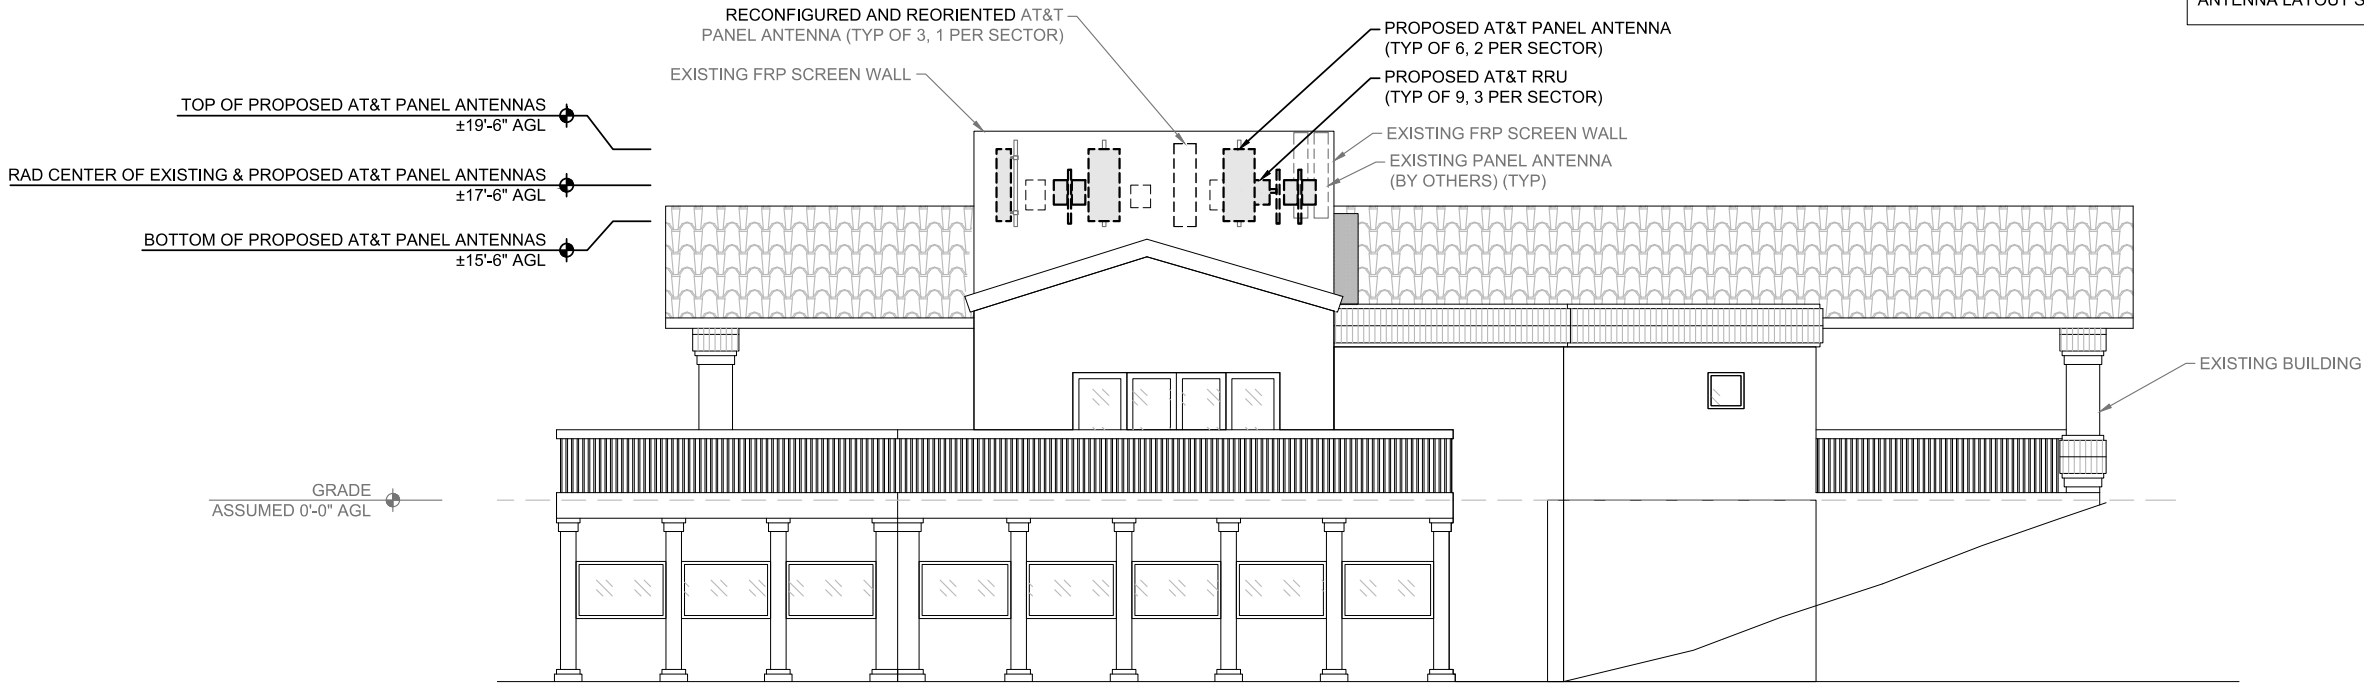 ANTENNA LAYOUT S
RECONFIGURED AND REORIENTED AT&T
PANEL ANTENNA (TYP OF 3, 1 PER SECTOR)
PROPOSED AT&T PANEL ANTENNA
(TYP OF 6, 2 PER SECTOR)
EXISTING FRP SCREEN WALL
PROPOSED AT&T RRU
(TYP OF 9, 3 PER SECTOR)
TOP OF PROPOSED AT&T PANEL ANTENNAS
±19'-6" AGL
EXISTING FRP SCREEN WALL
EXISTING PANEL ANTENNA
(BY OTHERS) (TYP)
RAD CENTER OF EXISTING & PROPOSED AT&T PANEL ANTENNAS
±17'-6" AGL
BOTTOM OF PROPOSED AT&T PANEL ANTENNAS
±15'-6" AGL
EXISTING BUILDING
GRADE
ASSUMED 0'-0" AGL